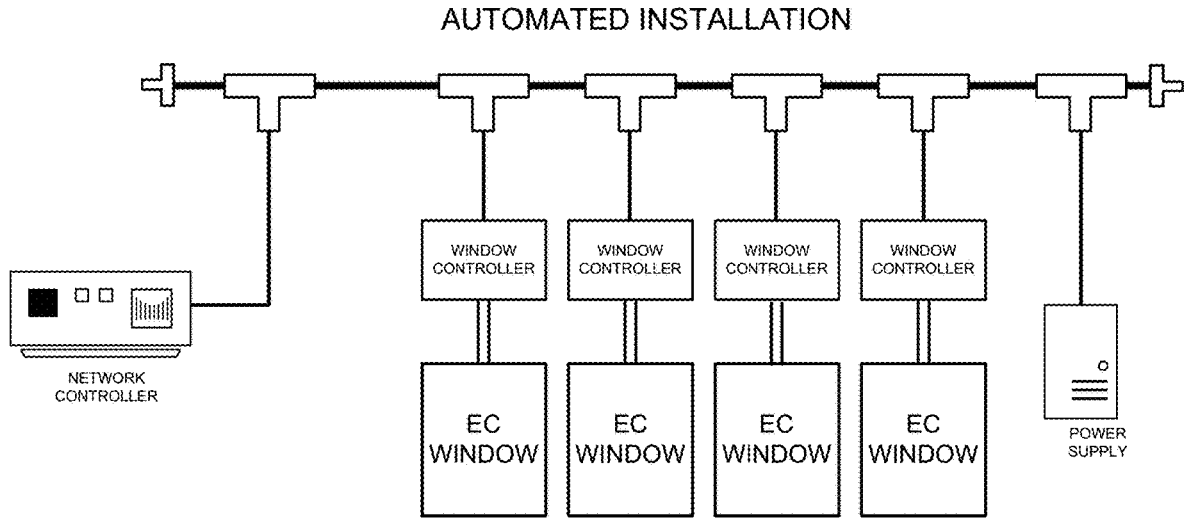 AUTOMATED INSTALLATION
WINDOW
CONTROLLER
WINDOW
CONTROLLER
WINDOW
CONTROLLER
WINDOW
CONTROLLER
NETWORK
CONTROLLER
EC
WINDOW
EC
WINDOW
EC
WINDOW
EC
WINDOW
POWER
SUPPLY